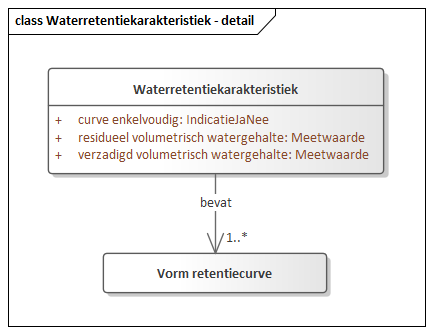 class Waterretentiekarakteristiek - detail
Waterretentiekarakteristiek
+ curve enkelvoudig: IndicatieJaNee
+ residueel volumetrisch watergehalte: Meetwaarde
+ verzadigd volumetrisch watergehalte: Meetwaarde
bevat
1..*
Vorm retentiecurve